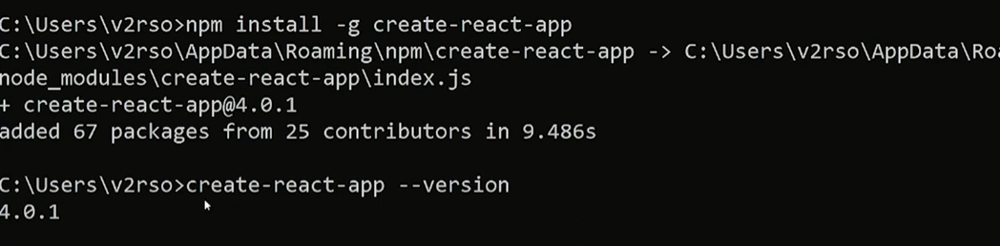 C:\Users\v2rso>npm install -g create-react-app
C:\Users\v2rso\AppData\Roaming\npm\create-react-app -> C:\Users\v2rso\AppData\Roa
node_modules\create-react-app\index.js
+ create-react-app@4.0.1
added 67 packages from 25 contributors in 9.486s
C:\Users\v2rso>create-react-app --version
4.0.1